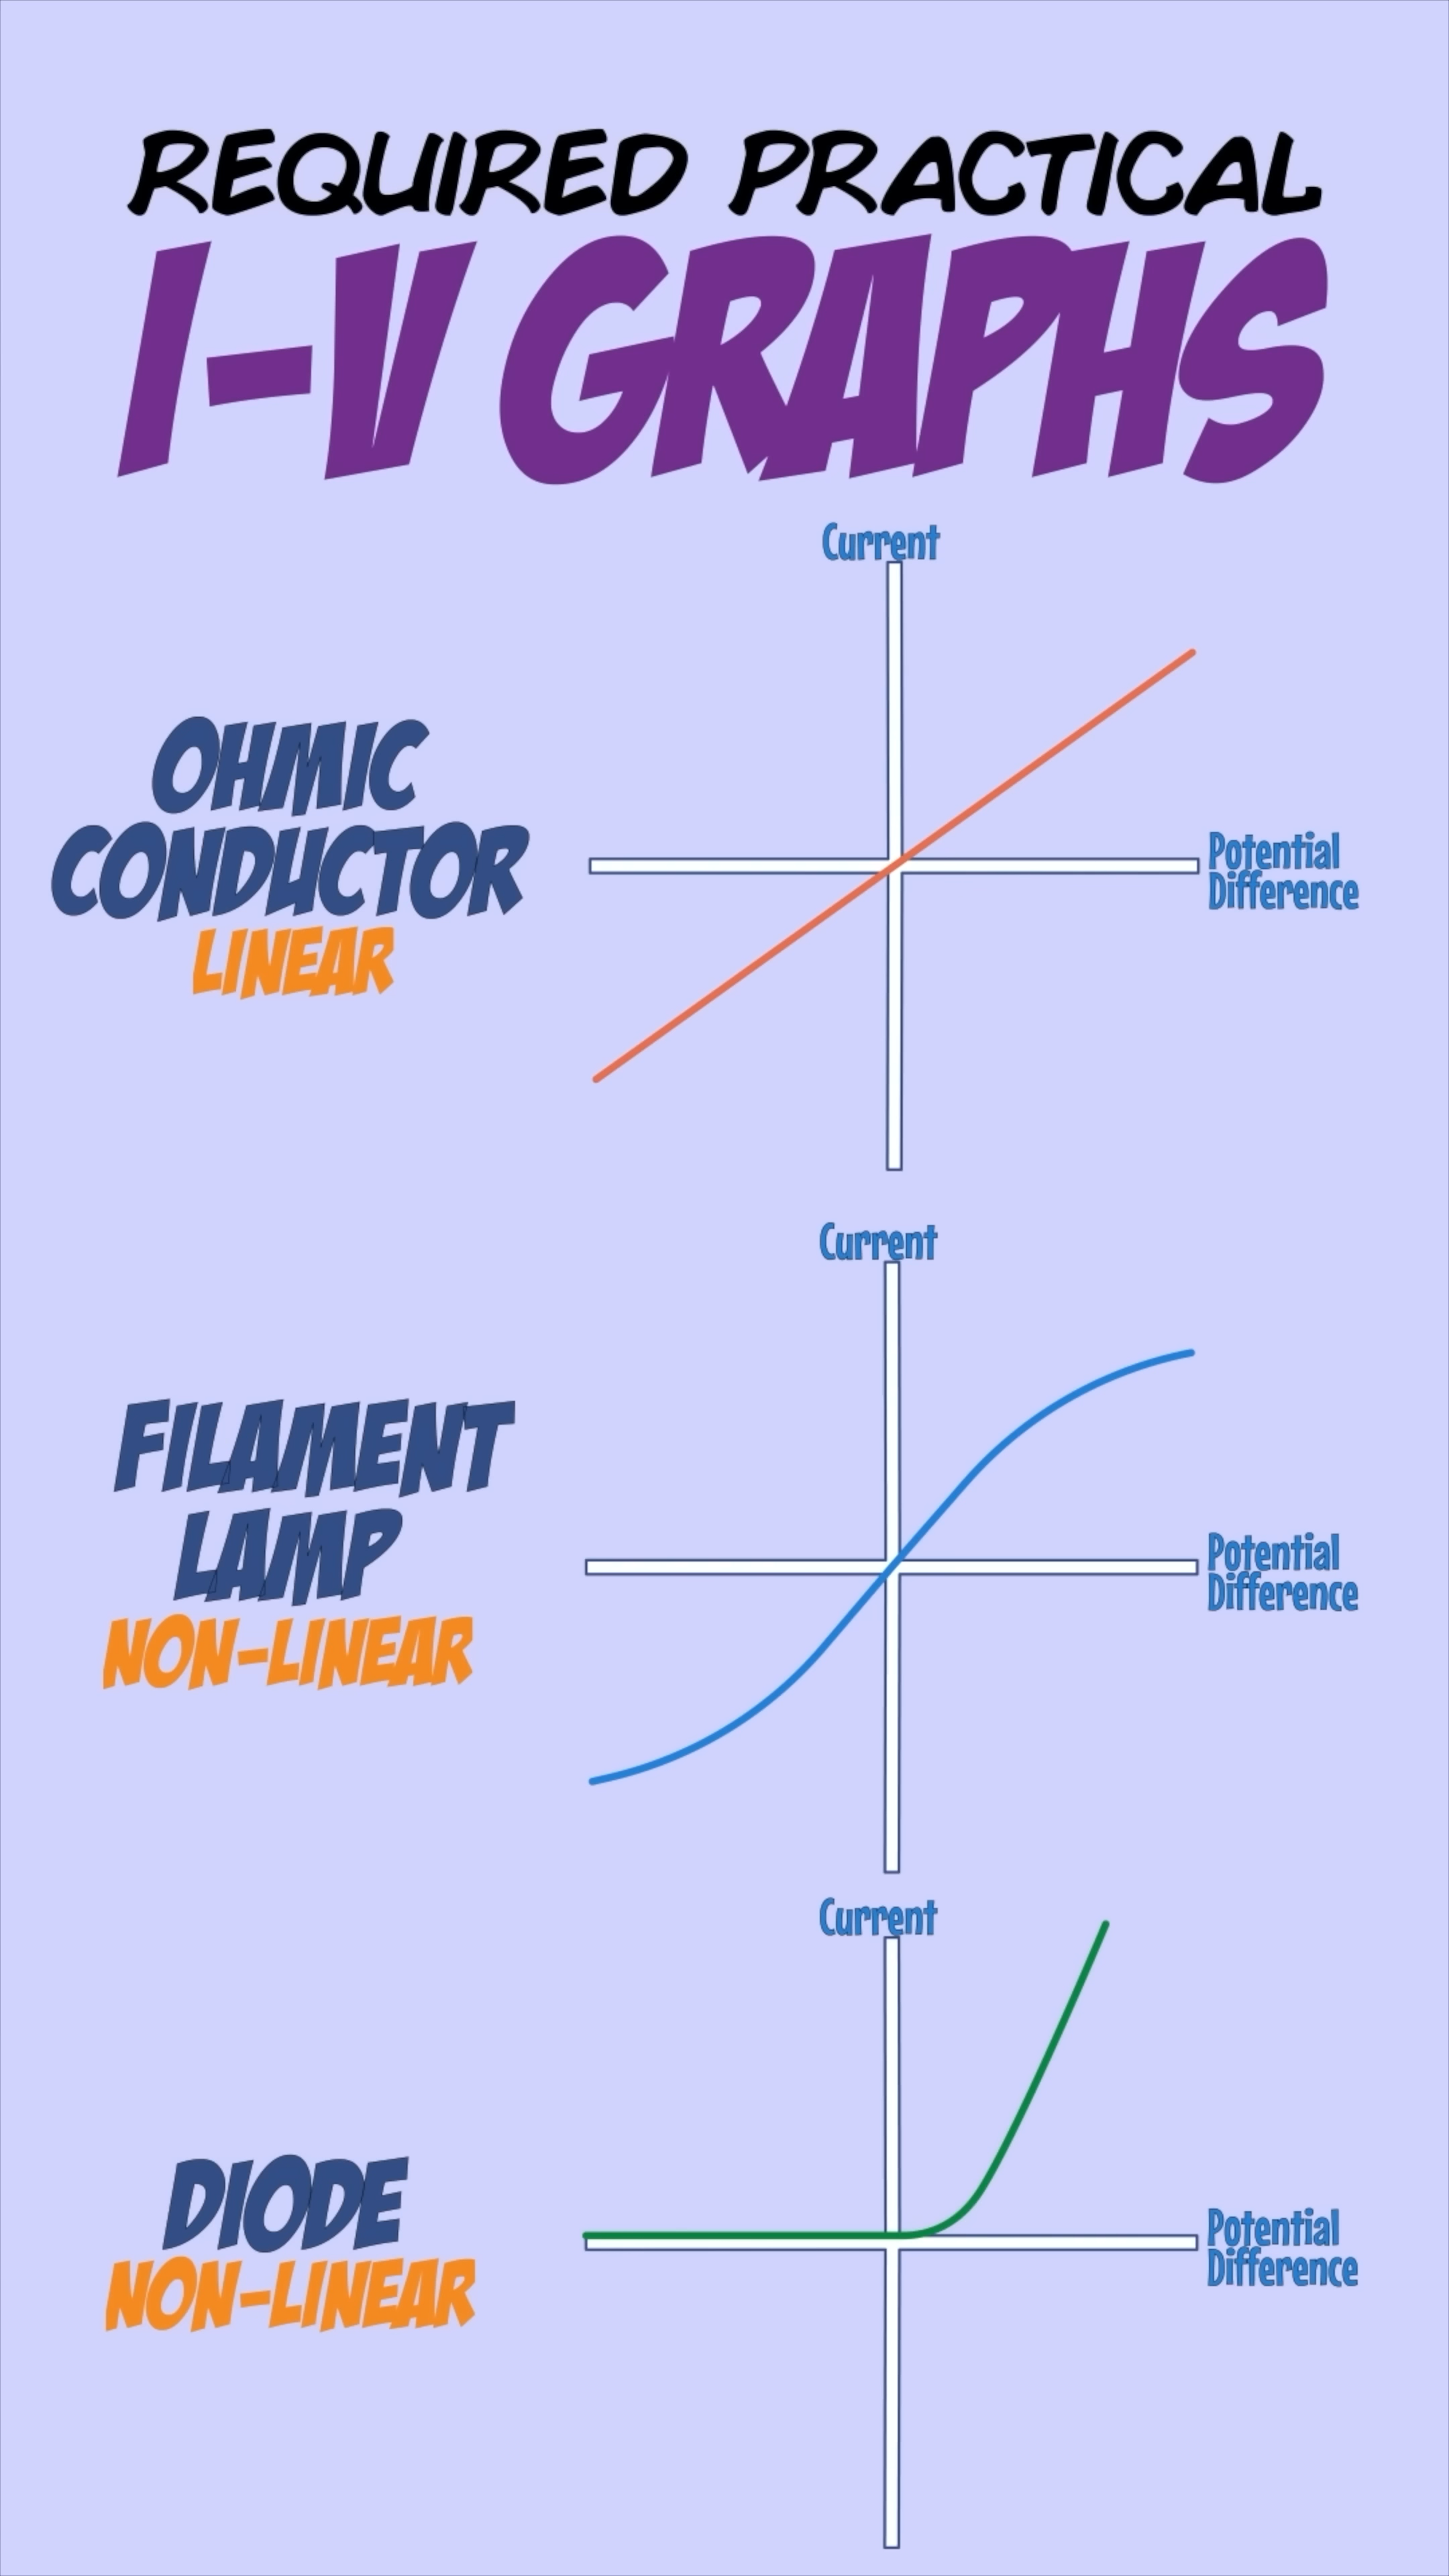 REQUIRED PRACTICAL
I-V GRAPHS
Current
OHMIC
CONDUCTOR
LINEAR
Potential
Difference
Current
FILAMENT
LAMP
NON-LINEAR
Potential
Difference
Current
DIODE
NON-LINEAR
Potential
Difference